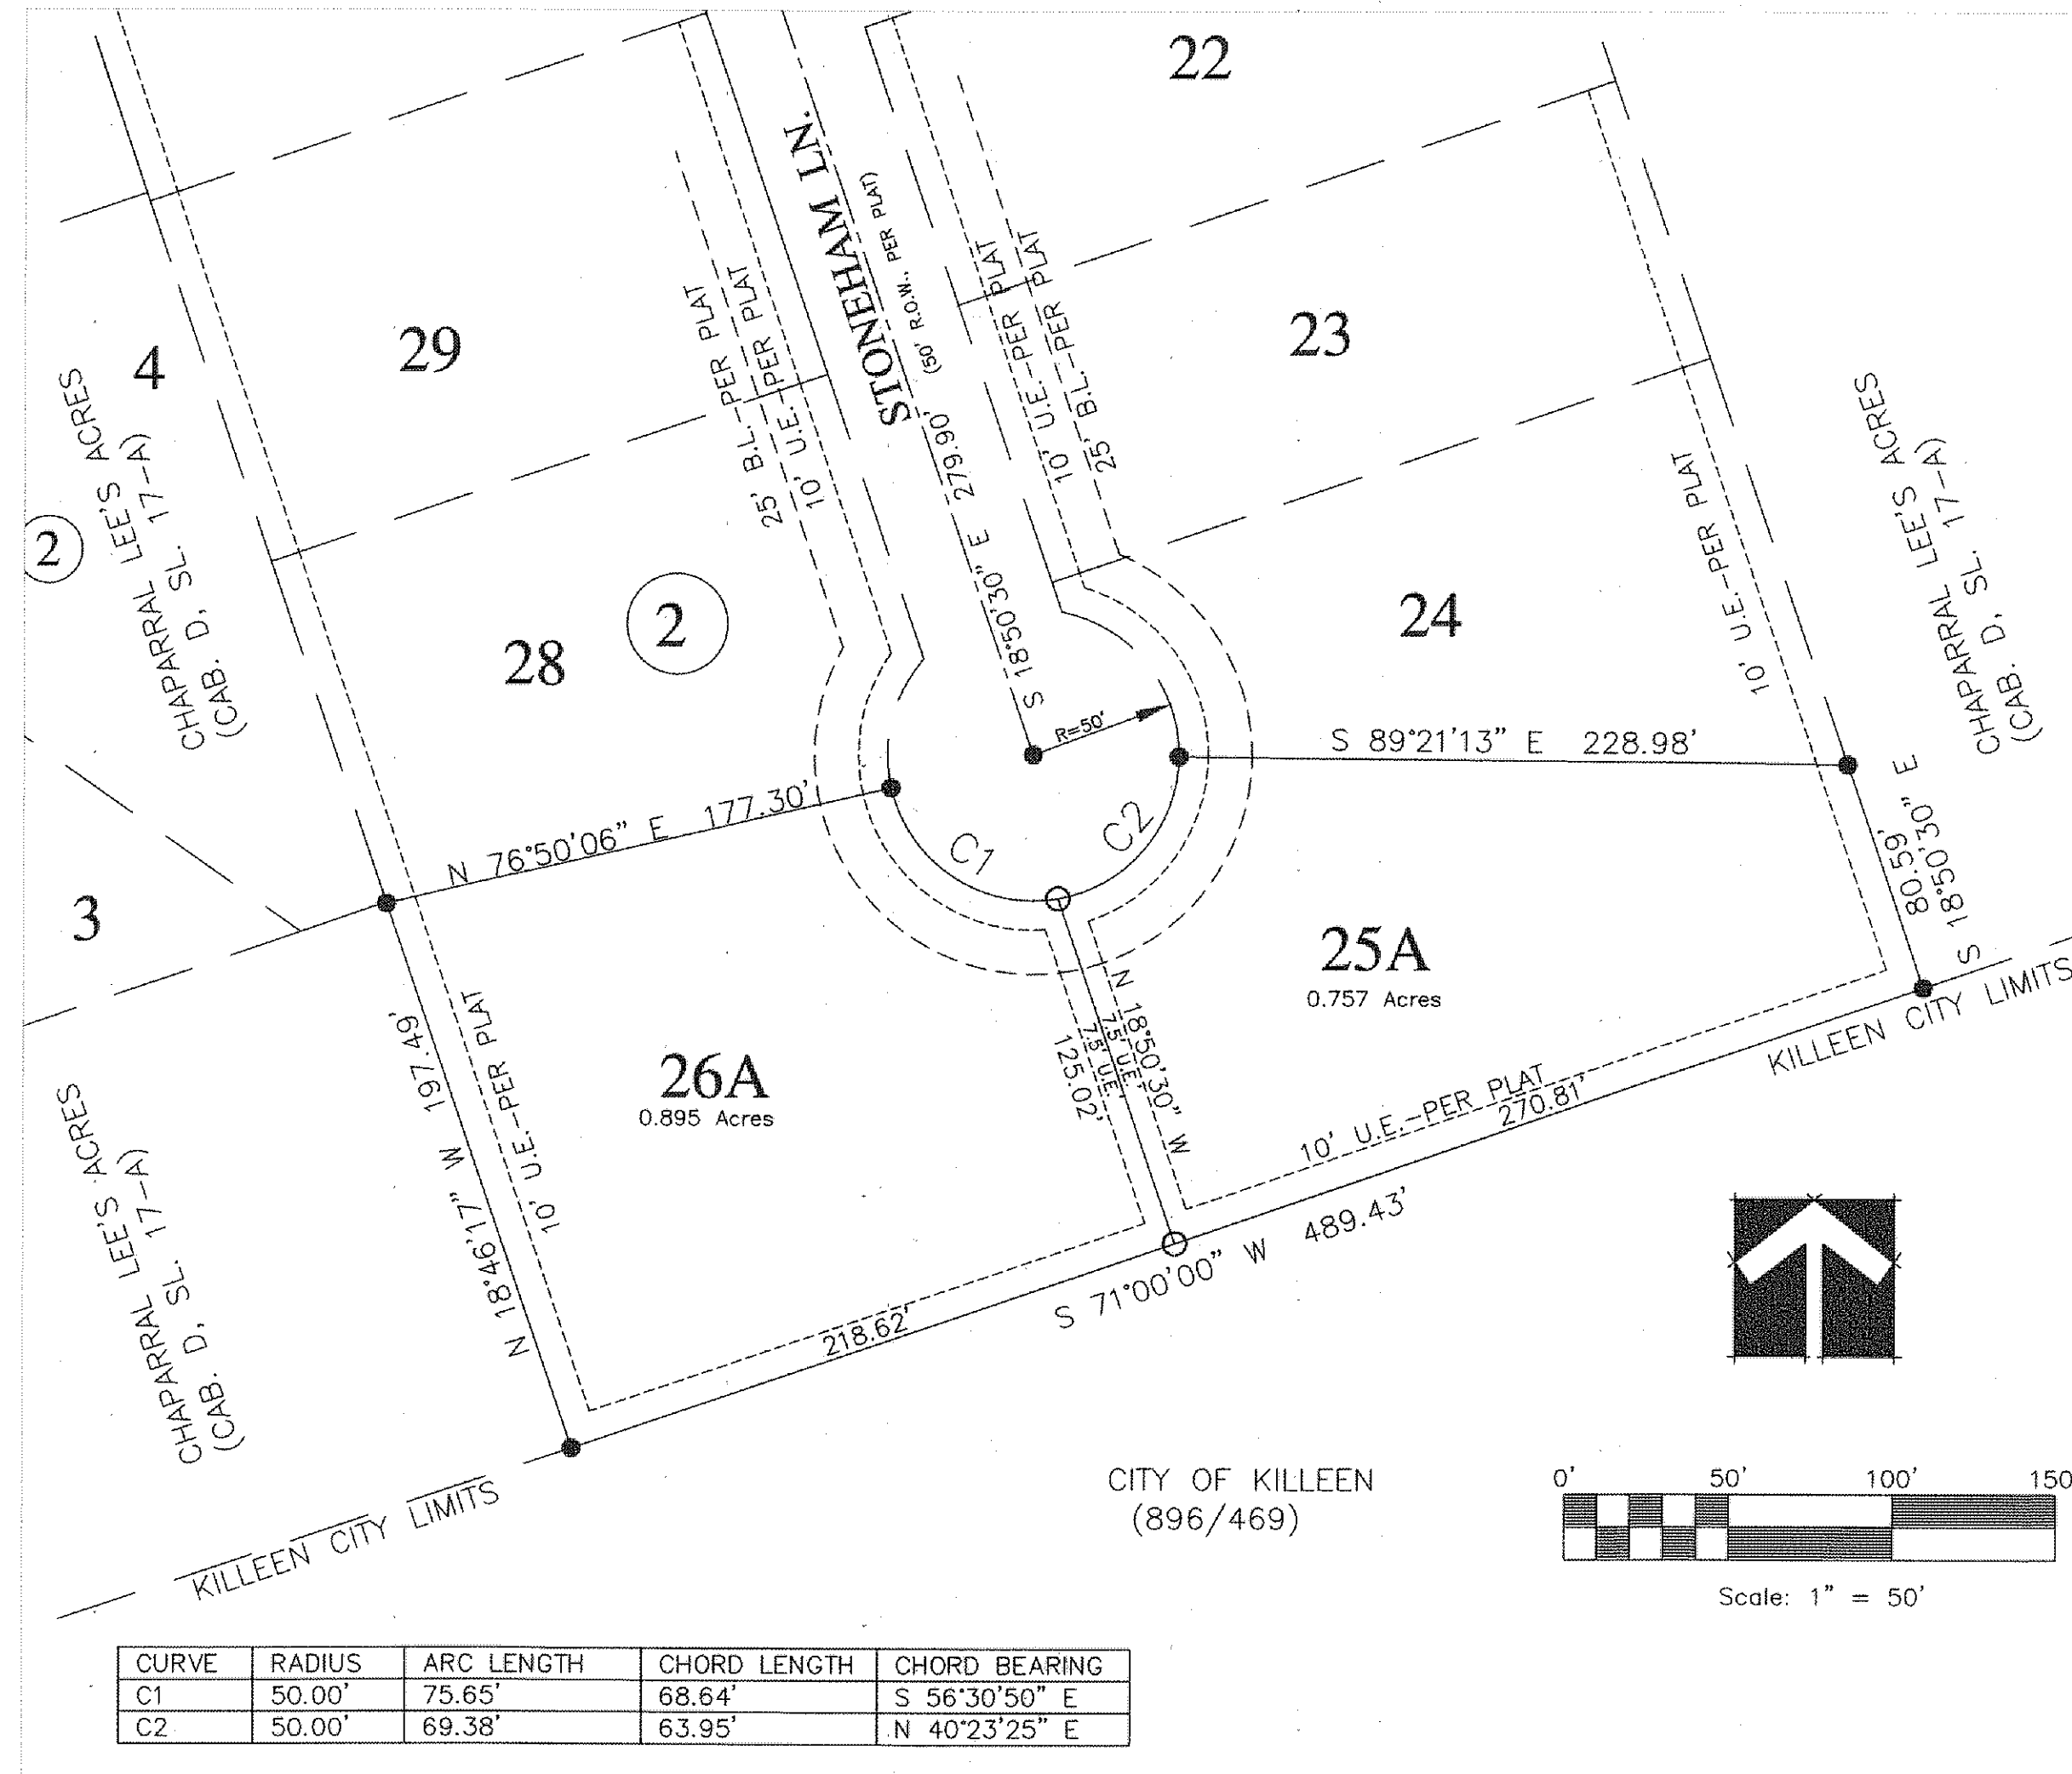 22
STONEHAM LN.
(50' R.O.W., PER PLAT)
4
29
23
CHAPARRAL LEE'S ACRES
(CAB. D, SL. 17-A)
2
25' B.L.-PER PLAT
10' U.E.-PER PLAT
S 18°50'30" E 279.90'
10' U.E.-PER PLAT
25' B.L.-PER PLAT
10' U.E.-PER PLAT
CHAPARRAL LEE'S ACRES
(CAB. D, SL. 17-A)
28
2
24
R=50'
S 89°21'13" E 228.98'
N 76°50'06" E 177.30'
C1
C2
80.59'
S 18°50'30" E
3
25A
0.757 Acres
KILLEEN CITY LIMITS
197.49'
N 18°46'17" W
10' U.E.-PER PLAT
26A
0.895 Acres
125.02'
7.5' U.E.
7.5' U.E.
N 18°50'30" W
10' U.E.-PER PLAT
270.81'
CHAPARRAL LEE'S ACRES
(CAB. D, SL. 17-A)
218.62'
S 71°00'00" W 489.43'
KILLEEN CITY LIMITS
CITY OF KILLEEN
(896/469)
0' 50' 100' 150
Scale: 1" = 50'
CURVE RADIUS ARC LENGTH CHORD LENGTH CHORD BEARING
C1 50.00' 75.65' 68.64' S 56°30'50" E
C2 50.00' 69.38' 63.95' N 40°23'25" E